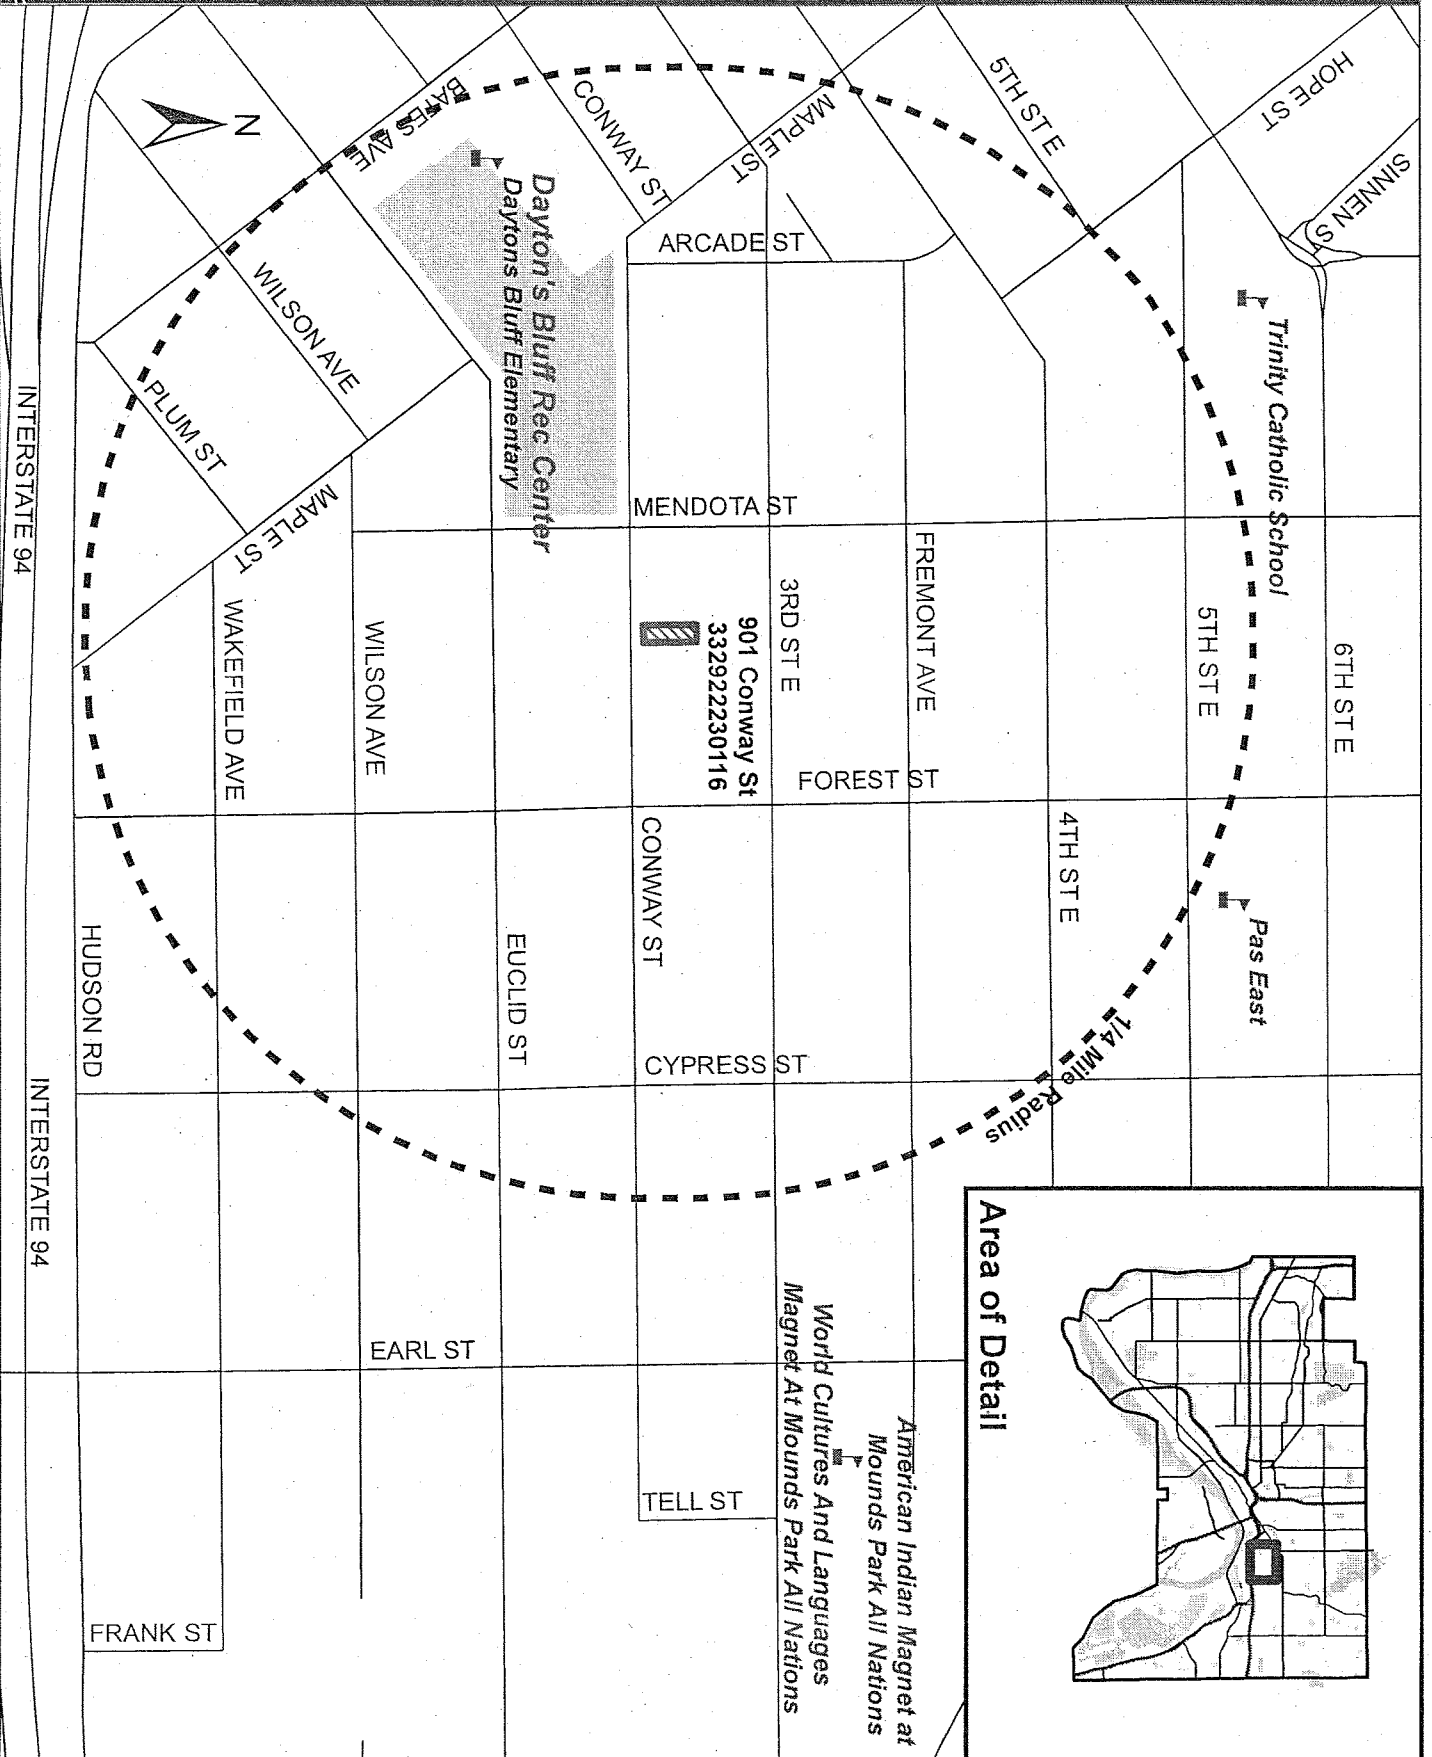 HOPE ST
SINNEN S
5TH ST E
MAPLE ST
CONWAY ST
BATES AVE
N
ARCADE ST
Trinity Catholic School
Dayton's Bluff Rec Center
Daytons Bluff Elementary
WILSON AVE
PLUM ST
MAPLE ST
INTERSTATE 94
MENDOTA ST
6TH ST E
5TH ST E
FREMONT AVE
3RD ST E
901 Conway St
332922230116
WILSON AVE
WAKEFIELD AVE
FOREST ST
4TH ST E
Pas East
CONWAY ST
EUCLID ST
HUDSON RD
CYPRESS ST
1/4 Mile Radius
INTERSTATE 94
Area of Detail
EARL ST
American Indian Magnet at
Mounds Park All Nations
World Cultures And Languages
Magnet At Mounds Park All Nations
TELL ST
FRANK ST